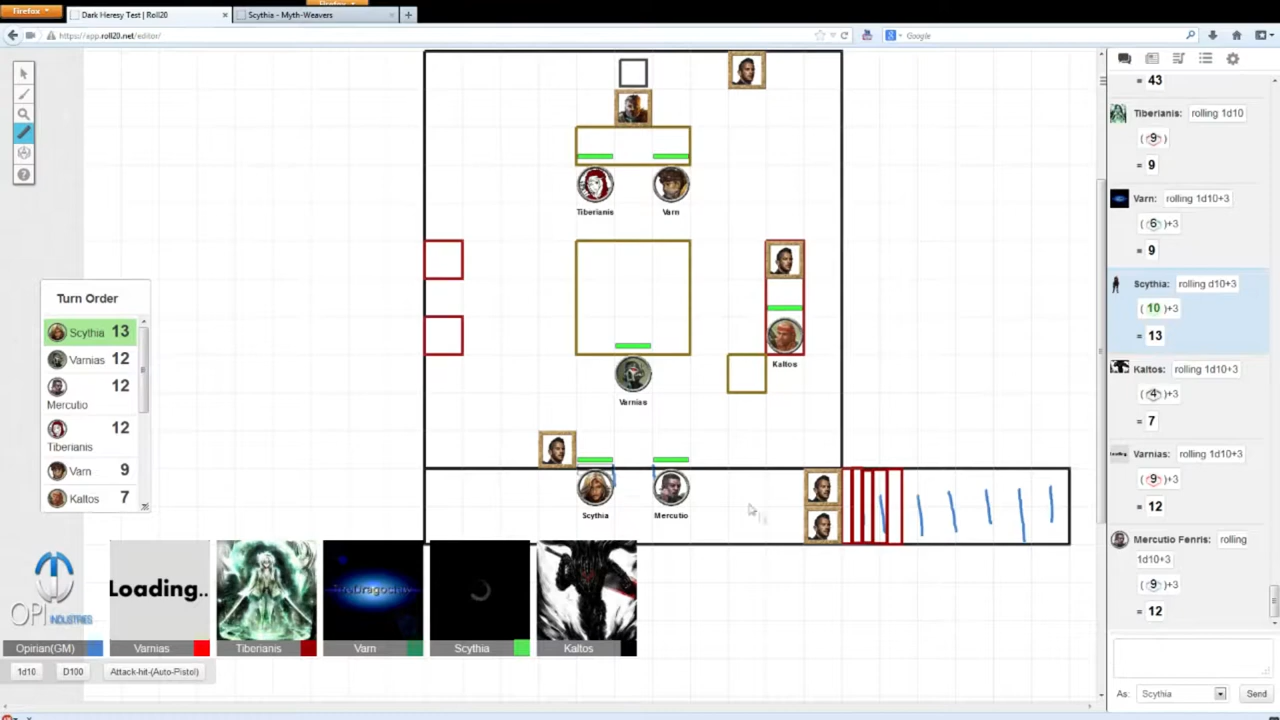 Firefox
Firefox
Dark Heresy Test | Roll20
Scythia - Myth-Weavers
https://app.roll20.net/editor/
Google
= 43
Tiberianis: rolling 1d10
(9)
= 9
Varn: rolling 1d10+3
(6)+3
= 9
Scythia: rolling d10+3
(10)+3
= 13
Kaltos: rolling 1d10+3
(4)+3
= 7
Varnias: rolling 1d10+3
(9)+3
= 12
Mercutio Fenris: rolling
1d10+3
(9)+3
= 12
As: Scythia
Send
Tiberianis
Varn
Kaltos
Varnias
Scythia
Mercutio
Turn Order
Scythia 13
Varnias 12
12
Mercutio
12
Tiberianis
Varn 9
Kaltos 7
OPI
INDUSTRIES
Loading..
Opirian(GM)
Varnias
Tiberianis
Varn
Scythia
Kaltos
1d10
D100
Attack-hit-(Auto-Pistol)